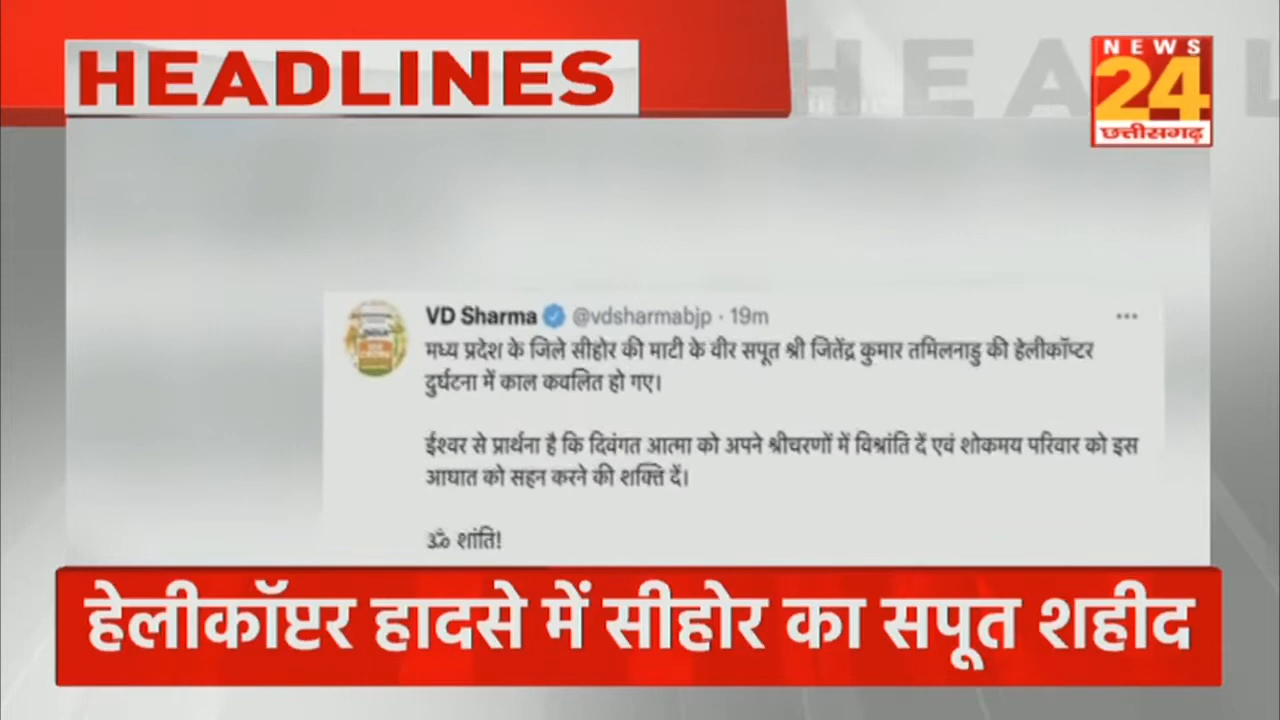 HEADLINES
HEAD
NEWS
24
छत्तीसगढ़
VD Sharma @vdsharmabjp · 19m
मध्य प्रदेश के जिले सीहोर की माटी के वीर सपूत श्री जितेंद्र कुमार तमिलनाडु की हेलीकॉप्टर
दुर्घटना में काल कवलित हो गए।
ईश्वर से प्रार्थना है कि दिवंगत आत्मा को अपने श्रीचरणों में विश्रांति दें एवं शोकमय परिवार को इस
आघात को सहन करने की शक्ति दें।
ॐ शांति!
हेलीकॉप्टर हादसे में सीहोर का सपूत शहीद